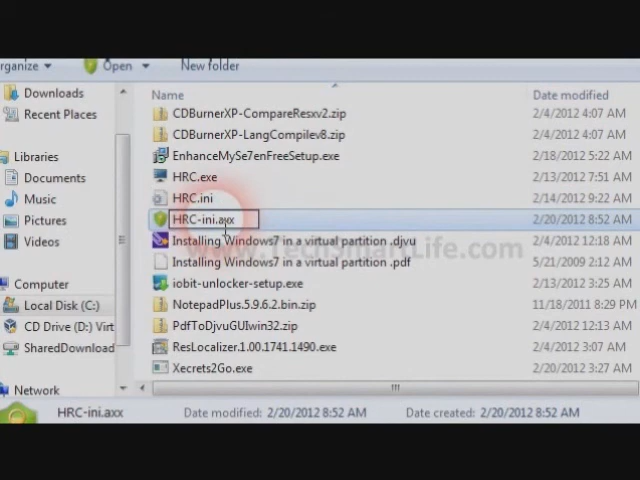 rganize Open New folder
Name Date modified
Downloads
Recent Places
Libraries
Documents
Music
Pictures
Videos
Computer
Local Disk (C:)
CD Drive (D:) Virt
SharedDownload
Network
CDBurnerXP-CompareResxv2.zip 2/4/2012 4:07 AM
CDBurnerXP-LangCompilev8.zip 2/4/2012 4:07 AM
EnhanceMySe7enFreeSetup.exe 2/18/2012 5:22 AM
HRC.exe 2/13/2012 7:51 AM
HRC.ini 2/14/2012 9:22 AM
HRC-ini.axx 2/20/2012 8:52 AM
Installing Windows7 in a virtual partition .djvu 2/4/2012 12:18 AM
www.TechSmartLife.com
Installing Windows7 in a virtual partition .pdf 5/21/2009 2:12 AM
iobit-unlocker-setup.exe 2/13/2012 3:27 AM
NotepadPlus.5.9.6.2.bin.zip 11/18/2011 8:29 PM
PdfToDjvuGUIwin32.zip 2/4/2012 12:13 AM
ResLocalizer.1.00.1741.1490.exe 2/4/2012 3:38 AM
Xecrets2Go.exe 2/20/2012 3:27 AM
HRC-ini.axx Date modified: 2/20/2012 8:52 AM Date created: 2/20/2012 8:52 AM